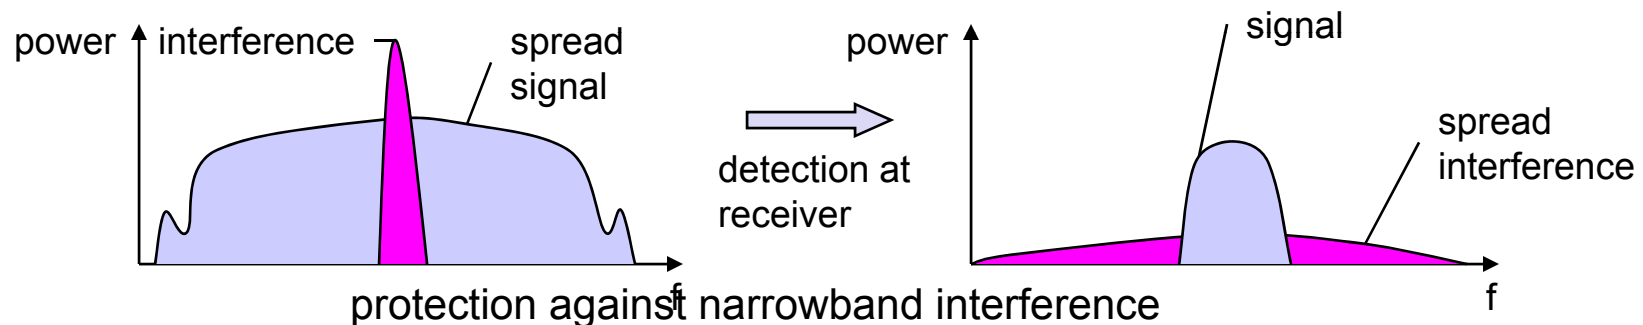 power
interference
spread
signal
detection at
receiver
f
power
signal
spread
interference
f
protection against narrowband interference